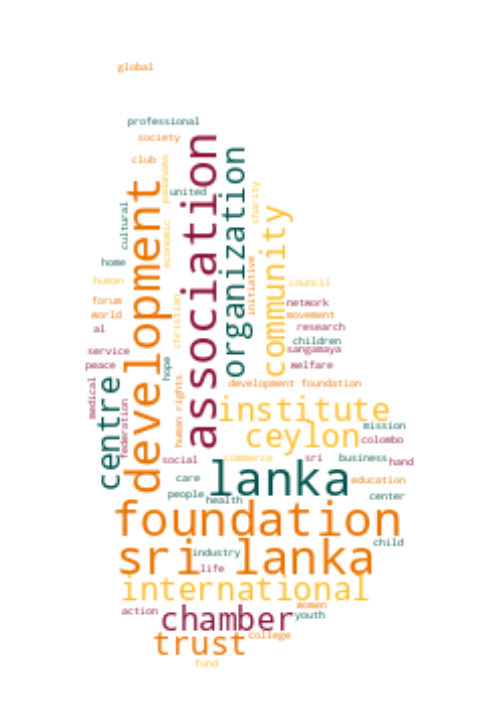 global
professional
society
club
padanama
association
organization
united
development
charity
cultural
economic
community
home
initiative
human
council
forum
christian
network
world
movement
al
research
children
service
sangamaya
peace
hope
welfare
medical
centre
human rights
development foundation
federation
institute
ceylon
mission
colombo
social
commerce
sri
business
hand
lanka
care
education
people
health
center
foundation
sri lanka
child
industry
life
international
action
chamber
women
youth
trust
college
fund